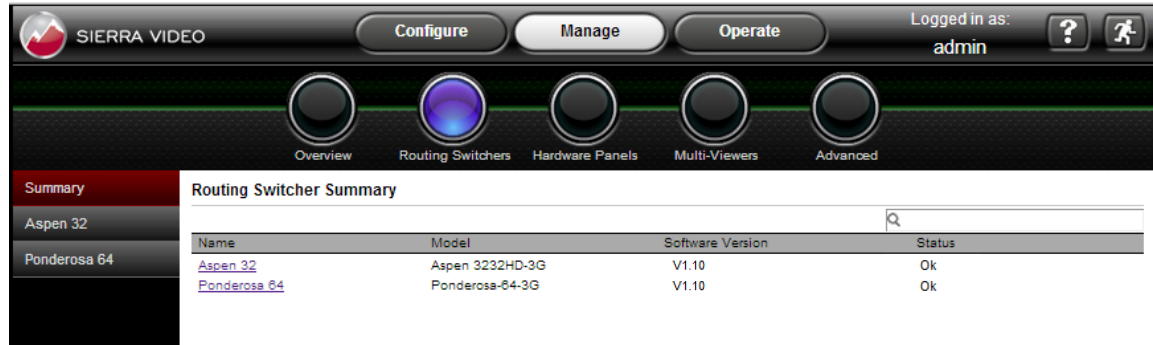 SIERRA VIDEO Configure Manage Operate Logged in as: admin ?
Overview Routing Switchers Hardware Panels Multi-Viewers Advanced
Summary
Aspen 32
Ponderosa 64
Routing Switcher Summary
Name Model Software Version Status
Aspen 32 Aspen 3232HD-3G V1.10 Ok
Ponderosa 64 Ponderosa-64-3G V1.10 Ok